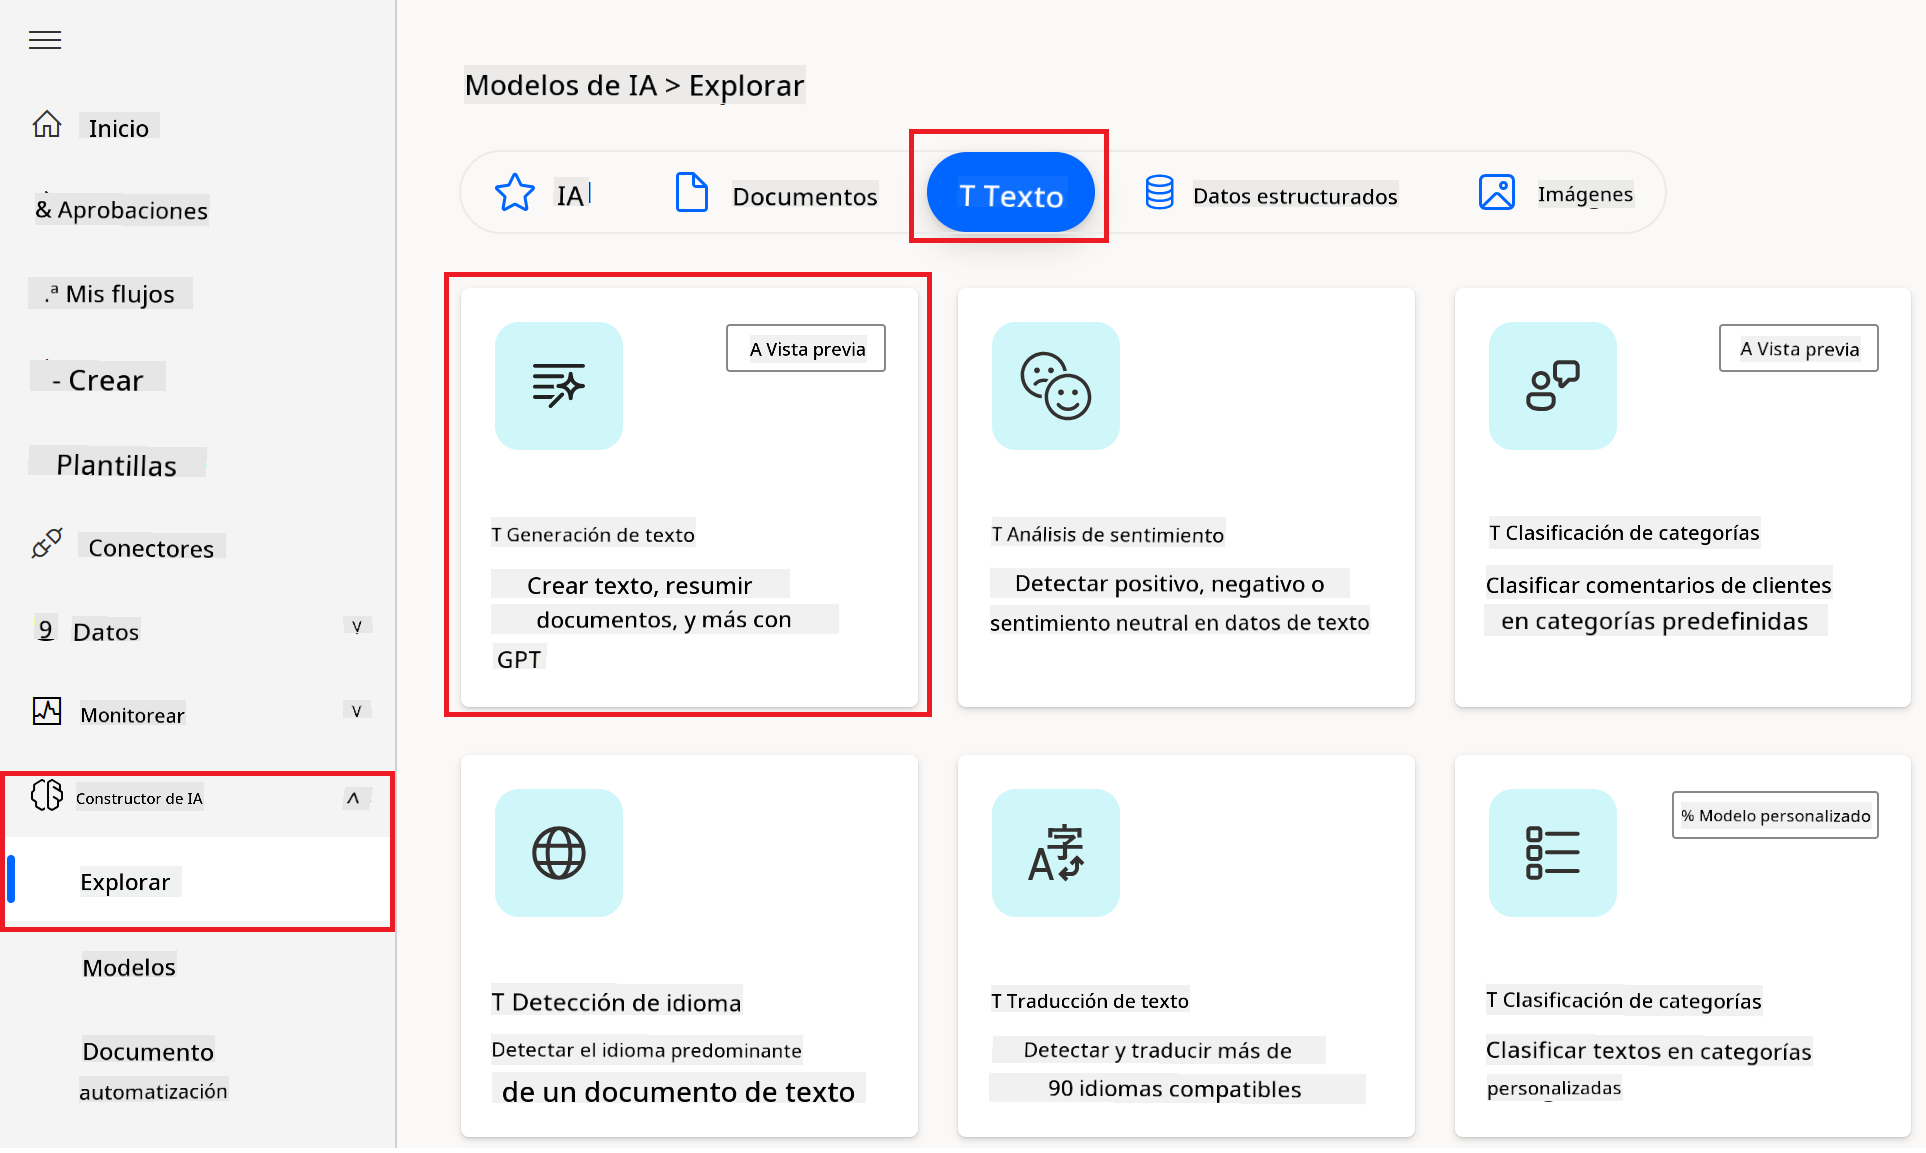 Inicio
& Aprobaciones
.ª Mis flujos
- Crear
Plantillas
Conectores
9 Datos
Monitorear
Constructor de IA
Explorar
Modelos
Documento
automatización
Modelos de IA > Explorar
IA
Documentos
T Texto
Datos estructurados
Imágenes
A Vista previa
T Generación de texto
Crear texto, resumir
documentos, y más con
GPT
T Análisis de sentimiento
Detectar positivo, negativo o
sentimiento neutral en datos de texto
A Vista previa
T Clasificación de categorías
Clasificar comentarios de clientes
en categorías predefinidas
T Detección de idioma
Detectar el idioma predominante
de un documento de texto
T Traducción de texto
Detectar y traducir más de
90 idiomas compatibles
% Modelo personalizado
T Clasificación de categorías
Clasificar textos en categorías
personalizadas